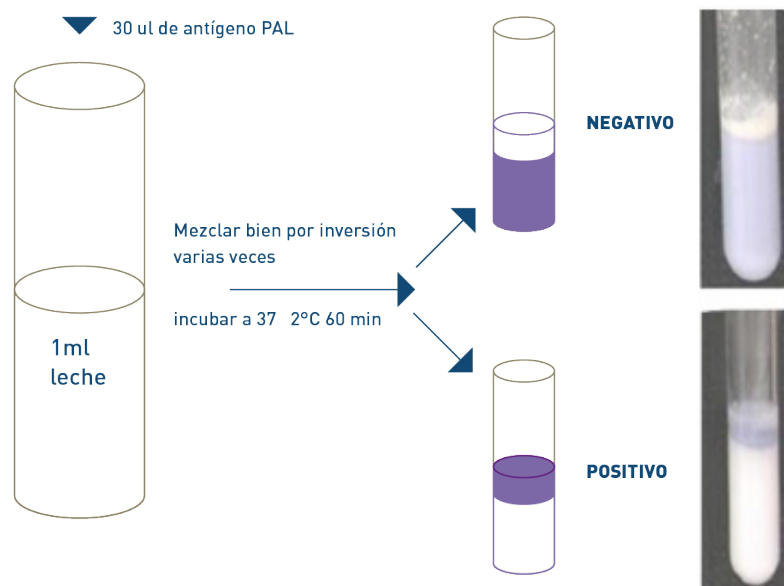 30 ul de antígeno PAL
NEGATIVO
Mezclar bien por inversión
varias veces
incubar a 37 2°C 60 min
1ml
leche
POSITIVO